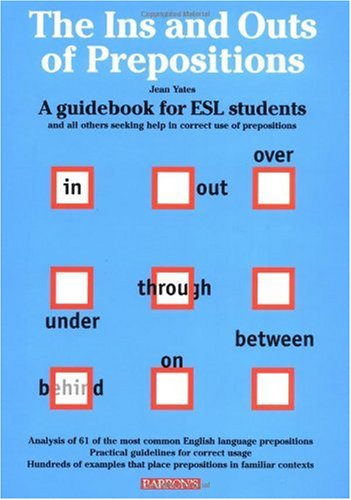 The Ins and Outs
of Prepositions
Jean Yates
A guidebook for ESL students
and all others seeking help in correct use of prepositions
over
in
out
through
under
between
on
behind
Analysis of 61 of the most common English language prepositions
Practical guidelines for correct usage
Hundreds of examples that place prepositions in familiar contexts
BARRON'S